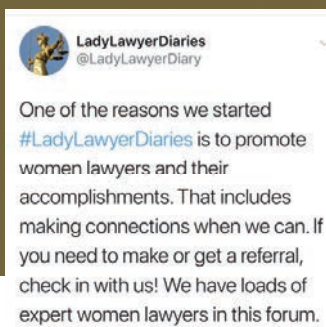 LadyLawyerDiaries
@LadyLawyerDiary
One of the reasons we started
#LadyLawyerDiaries is to promote
women lawyers and their
accomplishments. That includes
making connections when we can. If
you need to make or get a referral,
check in with us! We have loads of
expert women lawyers in this forum.